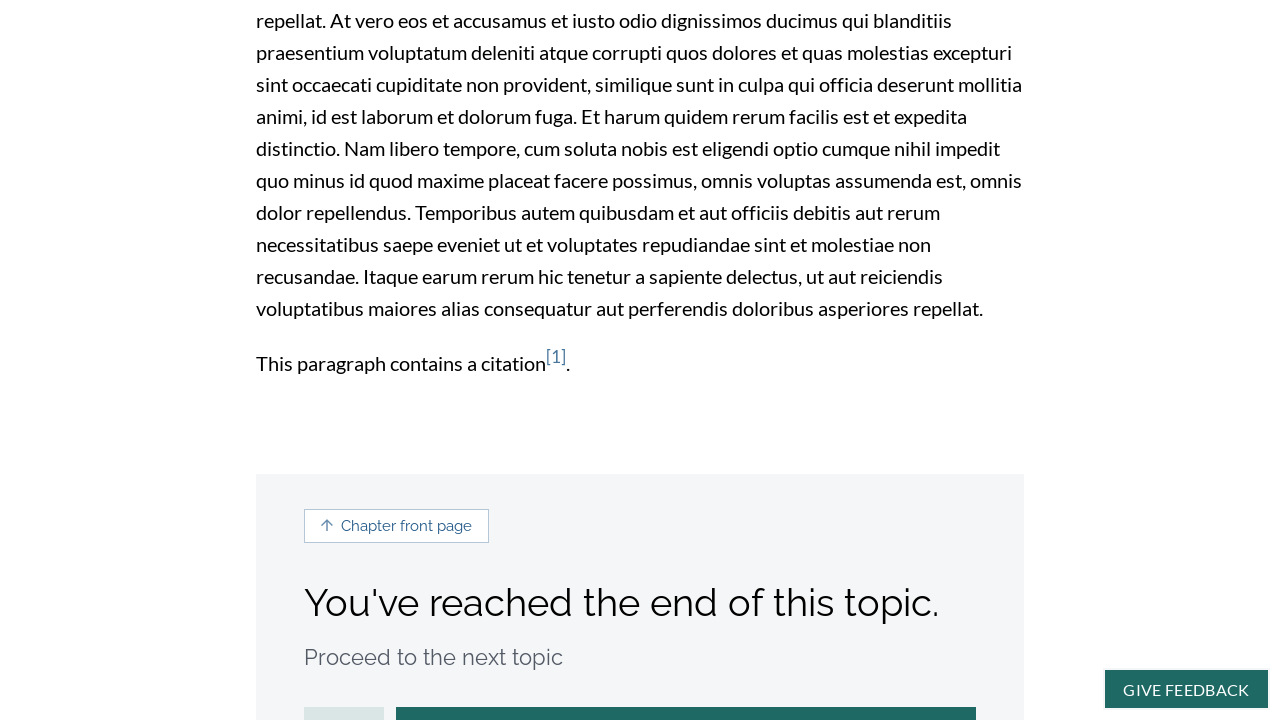 repellat. At vero eos et accusamus et iusto odio dignissimos ducimus qui blanditiis
praesentium voluptatum deleniti atque corrupti quos dolores et quas molestias excepturi
sint occaecati cupiditate non provident, similique sunt in culpa qui officia deserunt mollitia
animi, id est laborum et dolorum fuga. Et harum quidem rerum facilis est et expedita
distinctio. Nam libero tempore, cum soluta nobis est eligendi optio cumque nihil impedit
quo minus id quod maxime placeat facere possimus, omnis voluptas assumenda est, omnis
dolor repellendus. Temporibus autem quibusdam et aut officiis debitis aut rerum
necessitatibus saepe eveniet ut et voluptates repudiandae sint et molestiae non
recusandae. Itaque earum rerum hic tenetur a sapiente delectus, ut aut reiciendis
voluptatibus maiores alias consequatur aut perferendis doloribus asperiores repellat.
This paragraph contains a citation[1].
Chapter front page
You've reached the end of this topic.
Proceed to the next topic
GIVE FEEDBACK